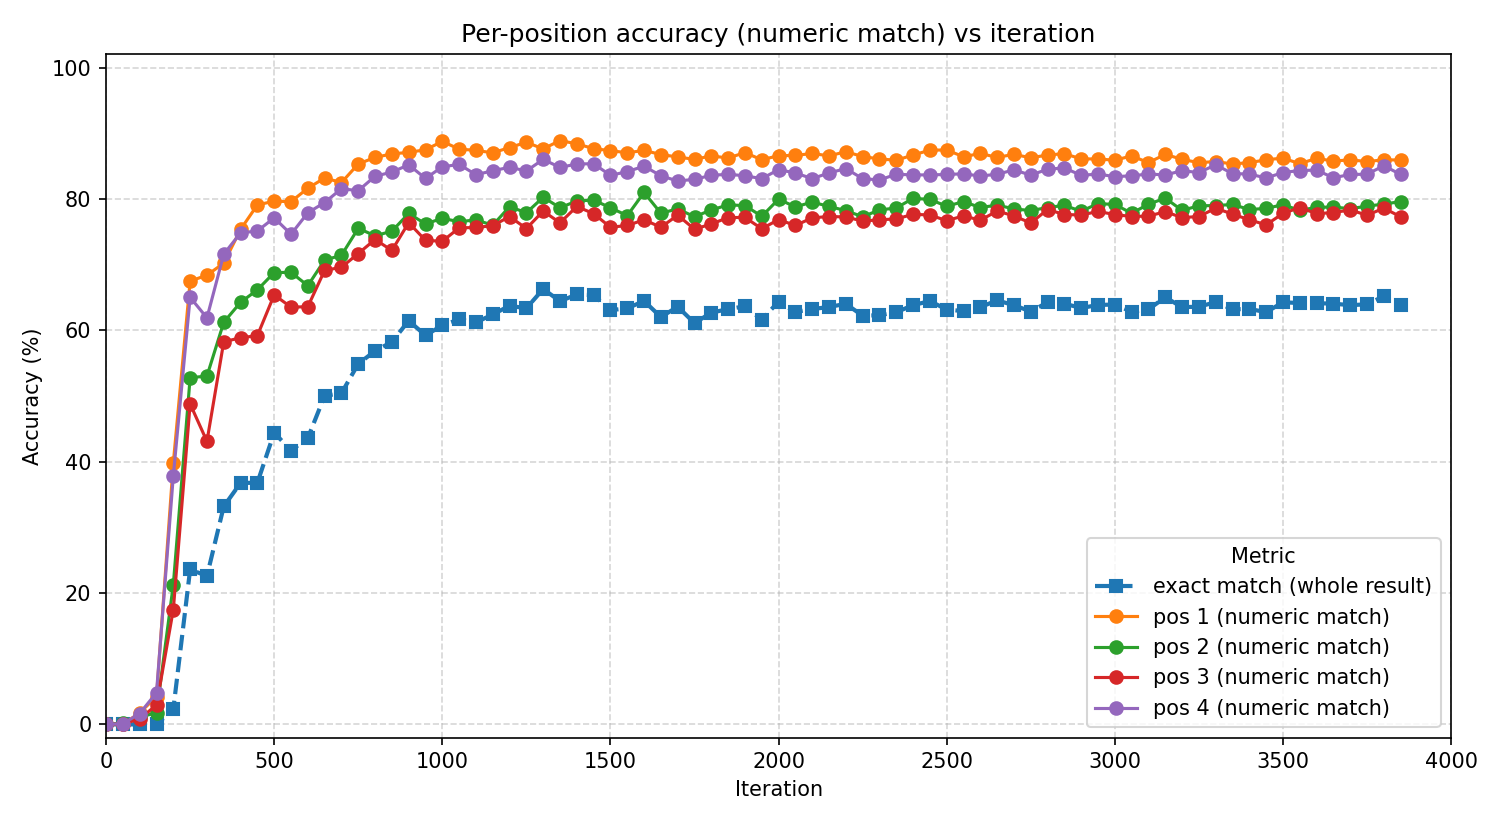 Per-position accuracy (numeric match) vs iteration
100
80
60
40
20
0
Accuracy (%)
0 500 1000 1500 2000 2500 3000 3500 4000
Iteration
Metric
exact match (whole result)
pos 1 (numeric match)
pos 2 (numeric match)
pos 3 (numeric match)
pos 4 (numeric match)